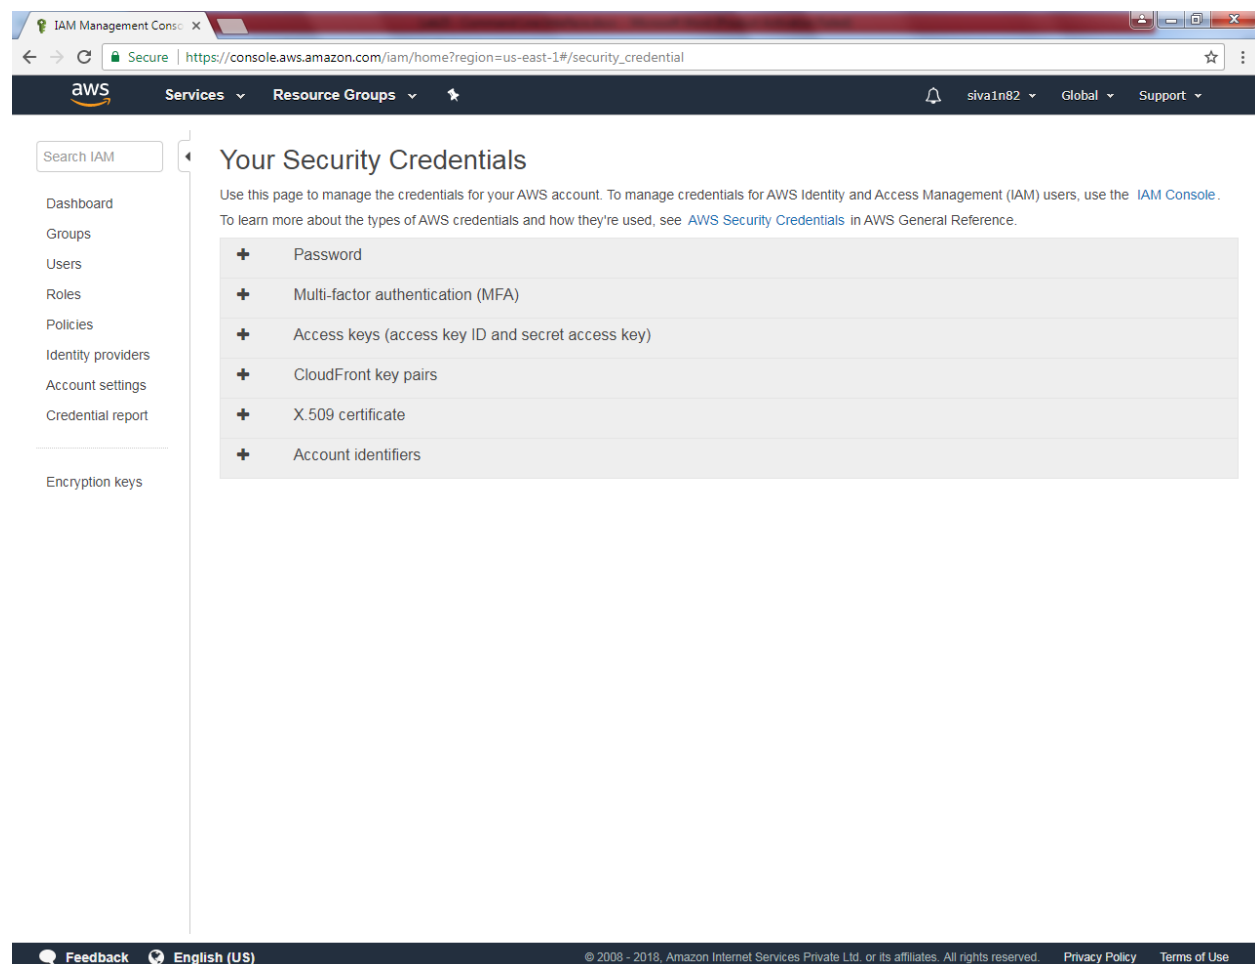 IAM Management Conso
Secure https://console.aws.amazon.com/iam/home?region=us-east-1#/security_credential
aws Services Resource Groups siva1n82 Global Support
Search IAM
Dashboard
Groups
Users
Roles
Policies
Identity providers
Account settings
Credential report
Encryption keys
Your Security Credentials
Use this page to manage the credentials for your AWS account. To manage credentials for AWS Identity and Access Management (IAM) users, use the IAM Console.
To learn more about the types of AWS credentials and how they're used, see AWS Security Credentials in AWS General Reference.
Password
Multi-factor authentication (MFA)
Access keys (access key ID and secret access key)
CloudFront key pairs
X.509 certificate
Account identifiers
Feedback English (US) © 2008 - 2018, Amazon Internet Services Private Ltd. or its affiliates. All rights reserved. Privacy Policy Terms of Use